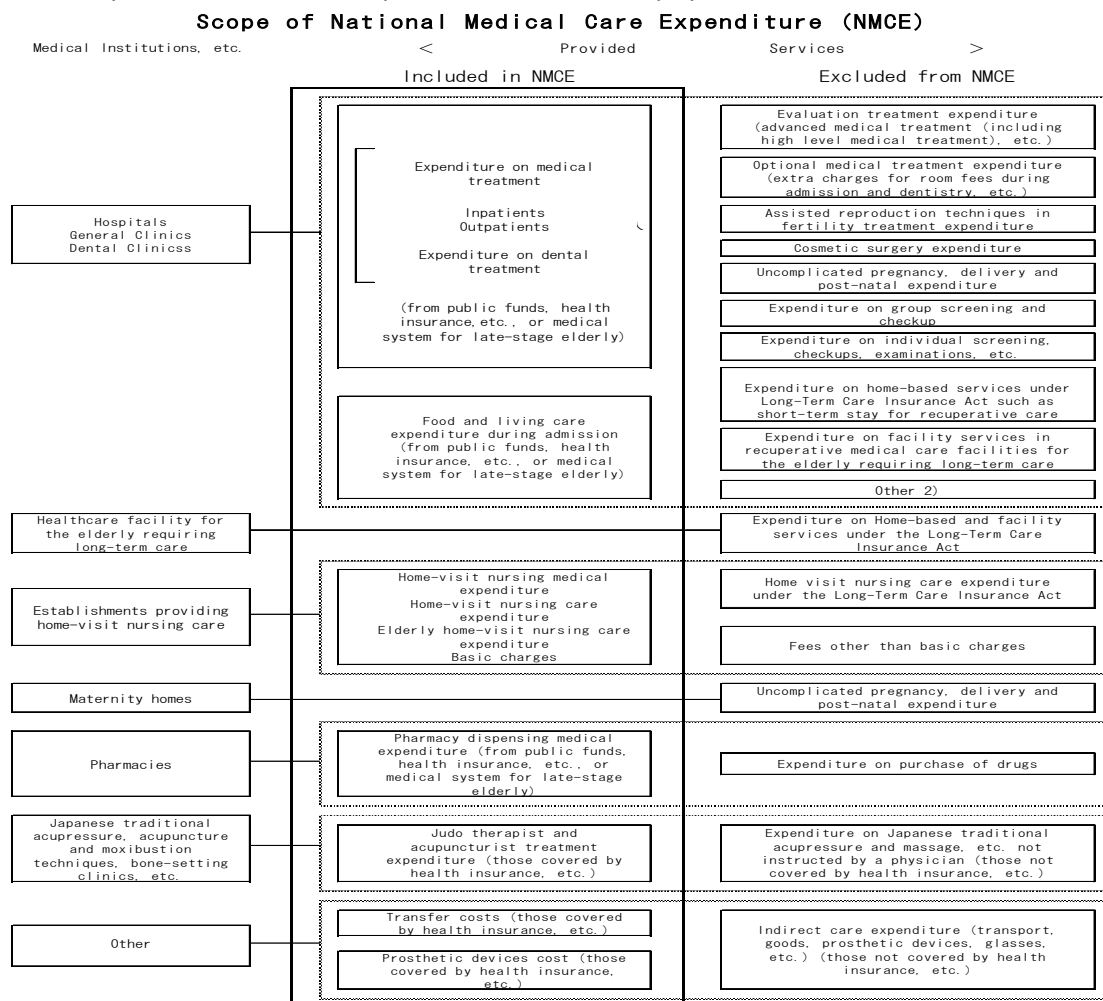 Scope of National Medical Care Expenditure (NMCE)
Medical Institutions, etc. < Provided Services >
Included in NMCE Excluded from NMCE
Hospitals
General Clinics
Dental Clinicss
Expenditure on medical
treatment
Inpatients
Outpatients
Expenditure on dental
treatment
(from public funds, health
insurance,etc., or medical
system for late-stage elderly)
Food and living care
expenditure during admission
(from public funds, health
insurance, etc., or medical
system for late-stage elderly)
Evaluation treatment expenditure
(advanced medical treatment (including
high level medical treatment), etc.)
Optional medical treatment expenditure
(extra charges for room fees during
admission and dentistry, etc.)
Assisted reproduction techniques in
fertility treatment expenditure
Cosmetic surgery expenditure
Uncomplicated pregnancy, delivery and
post-natal expenditure
Expenditure on group screening and
checkup
Expenditure on individual screening,
checkups, examinations, etc.
Expenditure on home-based services under
Long-Term Care Insurance Act such as
short-term stay for recuperative care
Expenditure on facility services in
recuperative medical care facilities for
the elderly requiring long-term care
Other 2)
Healthcare facility for
the elderly requiring
long-term care
Expenditure on Home-based and facility
services under the Long-Term Care
Insurance Act
Establishments providing
home-visit nursing care
Home-visit nursing medical
expenditure
Home-visit nursing care
expenditure
Elderly home-visit nursing care
expenditure
Basic charges
Home visit nursing care expenditure
under the Long-Term Care Insurance Act
Fees other than basic charges
Maternity homes
Uncomplicated pregnancy, delivery and
post-natal expenditure
Pharmacies
Pharmacy dispensing medical
expenditure (from public funds,
health insurance, etc., or
medical system for late-stage
elderly)
Expenditure on purchase of drugs
Japanese traditional
acupressure, acupuncture
and moxibustion
techniques, bone-setting
clinics, etc.
Judo therapist and
acupuncturist treatment
expenditure (those covered by
health insurance, etc.)
Expenditure on Japanese traditional
acupressure and massage, etc. not
instructed by a physician (those not
covered by health insurance, etc.)
Other
Transfer costs (those covered
by health insurance, etc.)
Prosthetic devices cost (those
covered by health insurance,
etc.)
Indirect care expenditure (transport,
goods, prosthetic devices, glasses,
etc.) (those not covered by health
insurance, etc.)